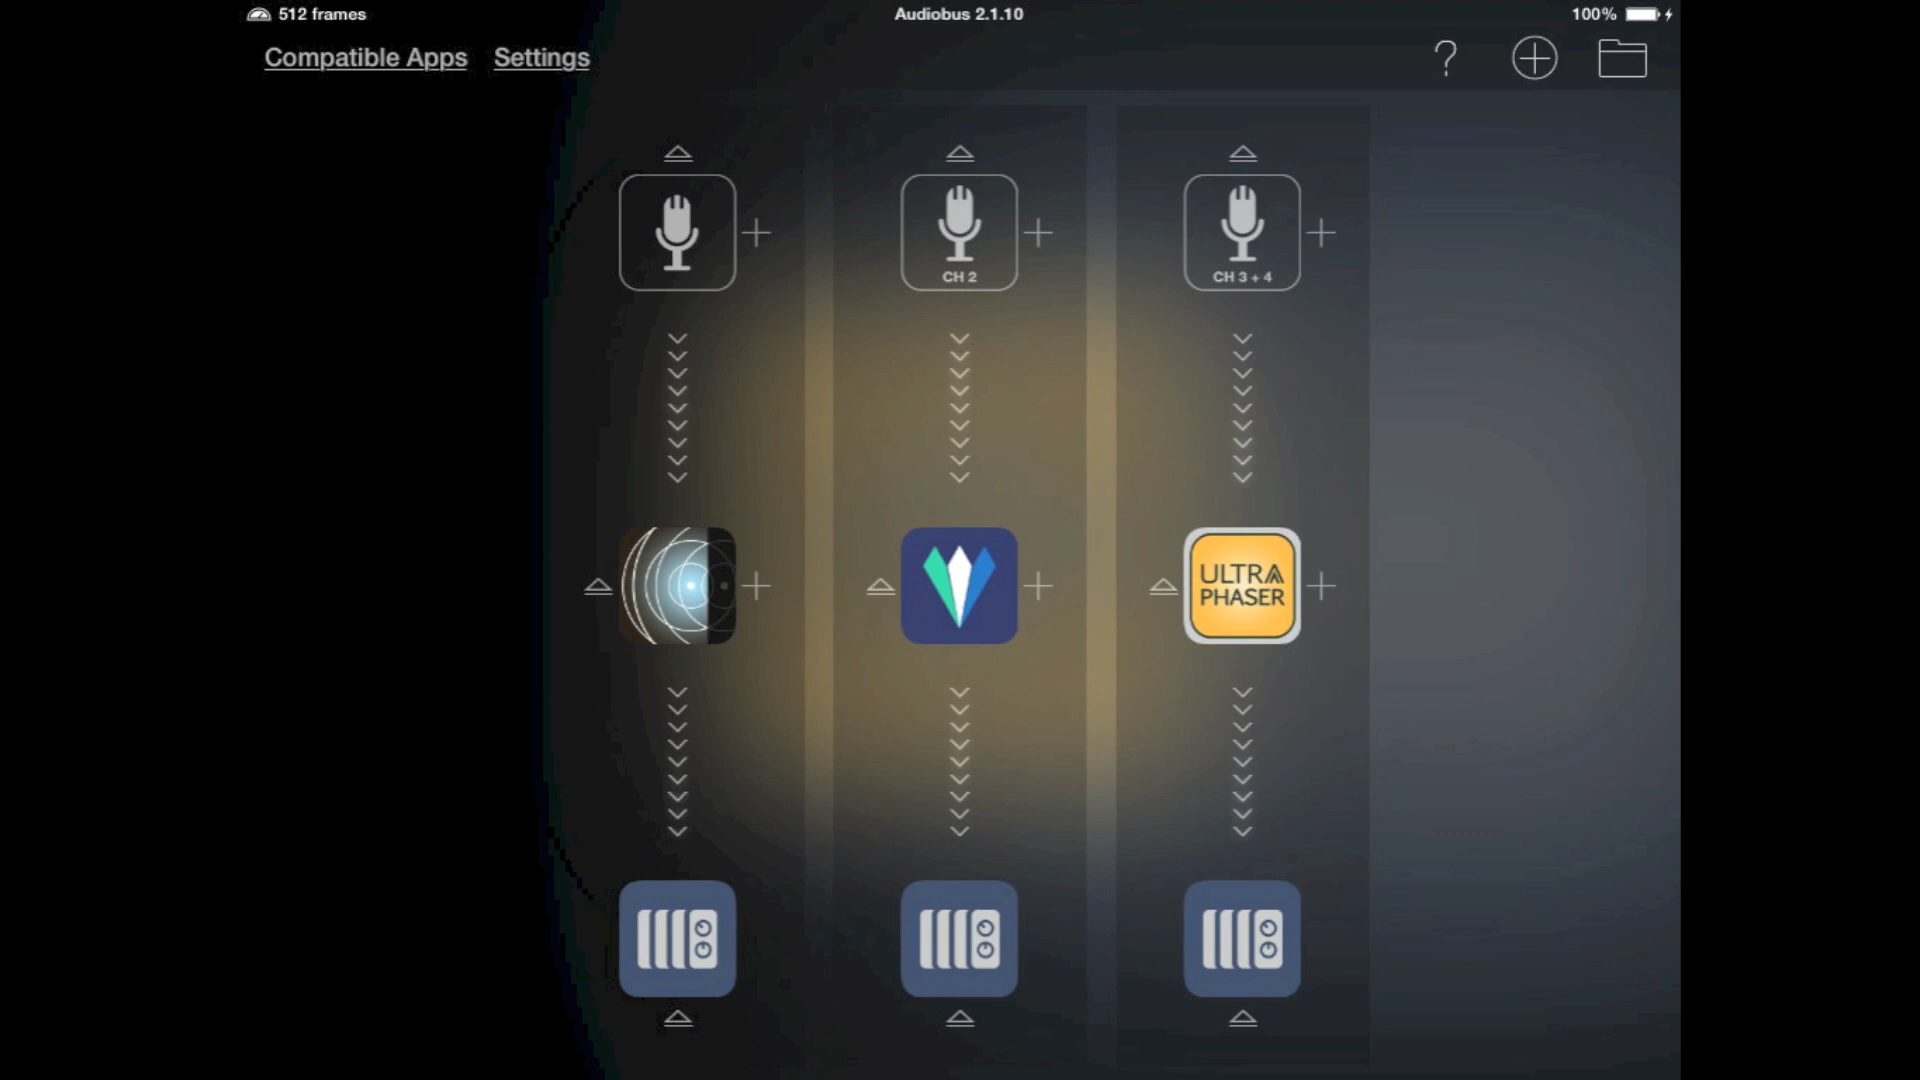 512 frames
Audiobus 2.1.10
100%
Compatible Apps
Settings
?
CH 2
CH 3 + 4
ULTRA
PHASER